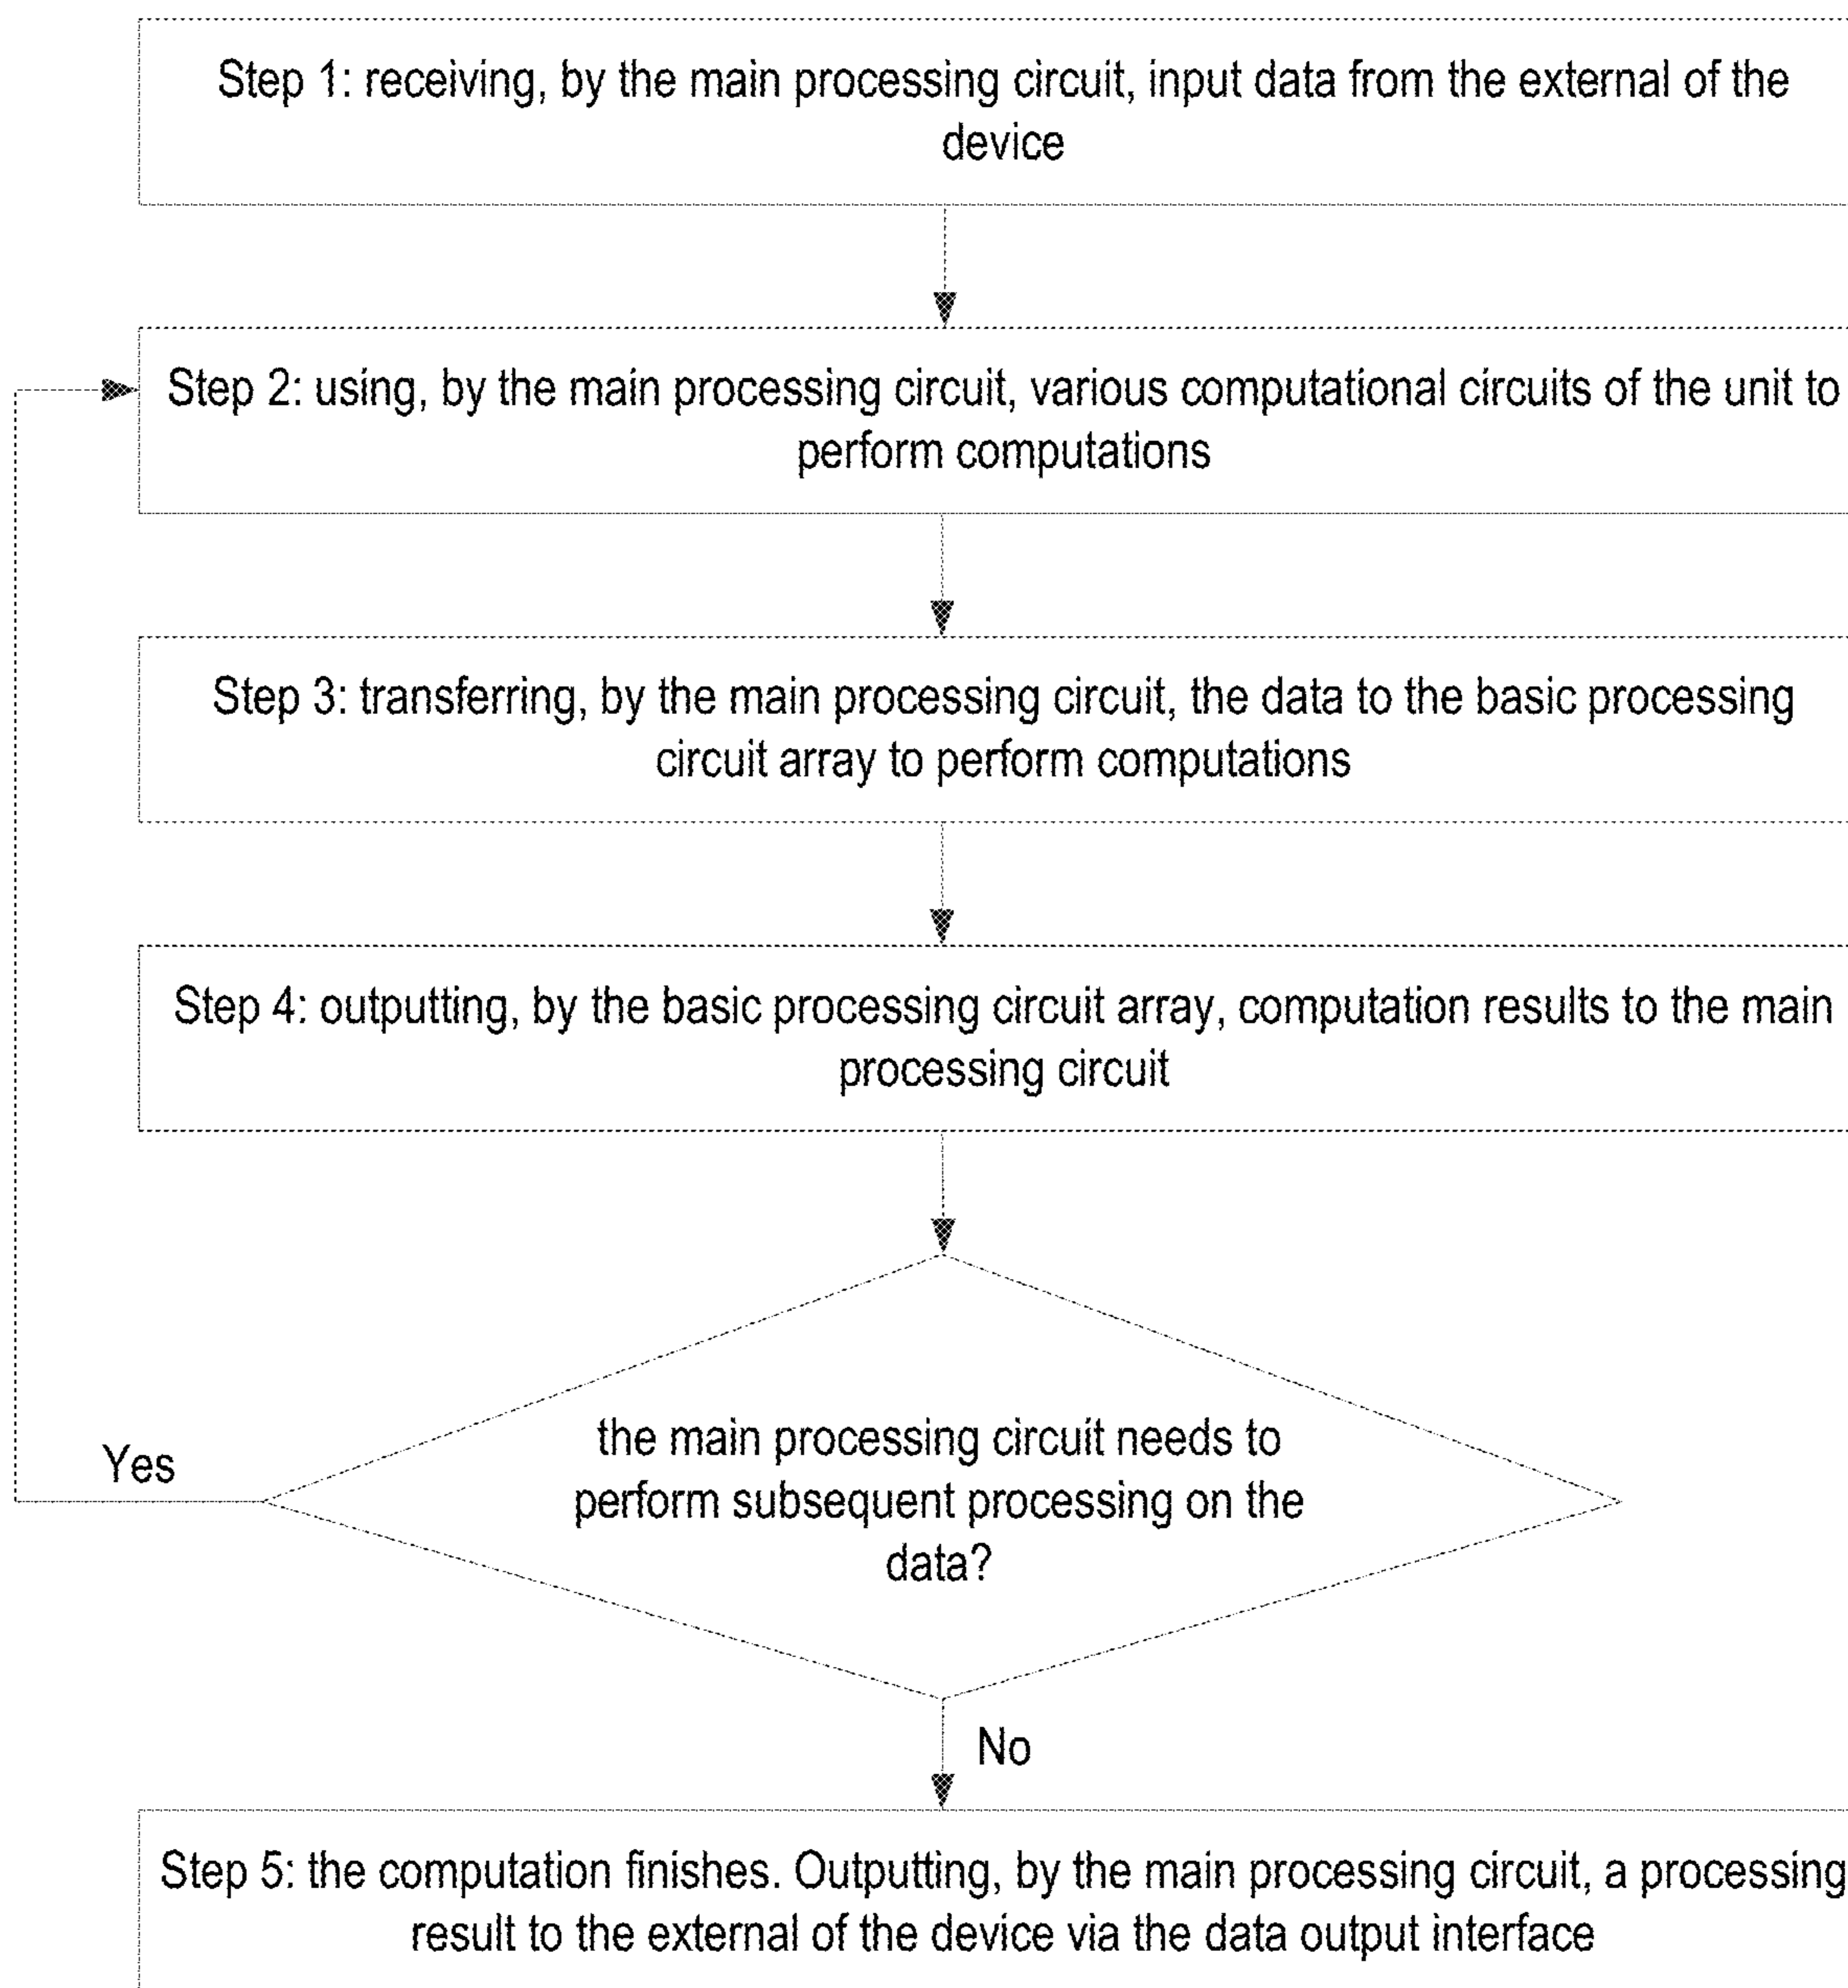 Step 1: receiving, by the main processing circuit, input data from the external of the
device
Step 2: using, by the main processing circuit, various computational circuits of the unit to
perform computations
Step 3: transferring, by the main processing circuit, the data to the basic processing
circuit array to perform computations
Step 4: outputting, by the basic processing circuit array, computation results to the main
processing circuit
the main processing circuit needs to
perform subsequent processing on the
data?
Yes
No
Step 5: the computation finishes. Outputting, by the main processing circuit, a processing
result to the external of the device via the data output interface